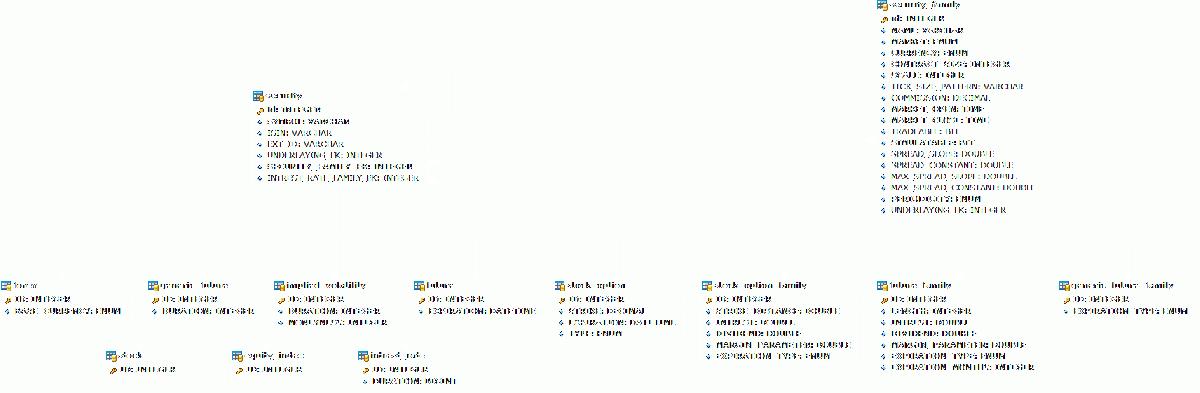 security
ID: INTEGER
SYMBOL: VARCHAR
ISIN: VARCHAR
EXT_ID: VARCHAR
UNDERLAYING_FK: INTEGER
SECURITY_FAMILY_FK: INTEGER
INTREST_RATE_FAMILY_FK: INTEGER
security_family
ID: INTEGER
NAME: VARCHAR
MARKET: ENUM
CURRENCY: ENUM
CONTRACT_SIZE: INTEGER
SCALE: INTEGER
TICK_SIZE_PATTERN: VARCHAR
COMMISSION: DECIMAL
MARKET_OPEN: TIME
MARKET_CLOSE: TIME
TRADEABLE: BIT
SIMULATABLE: BIT
SPREAD_SLOPE: DOUBLE
SPREAD_CONSTANT: DOUBLE
MAX_SPREAD_SLOPE: DOUBLE
MAX_SPREAD_CONSTANT: DOUBLE
PERIODICITY: ENUM
UNDERLAYING_FK: INTEGER
forex
ID: INTEGER
BASE_CURRENCY: ENUM
generic_future
ID: INTEGER
DURATION: INTEGER
implied_volatility
ID: INTEGER
DURATION: INTEGER
MONEYNESS: INTEGER
future
ID: INTEGER
EXPIRATION: DATETIME
stock_option
ID: INTEGER
STRIKE: DECIMAL
EXPIRATION: DATETIME
TYPE: ENUM
stock_option_family
ID: INTEGER
STRIKE_DISTANCE: DOUBLE
INTREST: DOUBLE
DIVIDEND: DOUBLE
MARGIN_PARAMETER: DOUBLE
EXPIRATION_TYPE: ENUM
future_family
ID: INTEGER
LENGTH: INTEGER
INTREST: DOUBLE
DIVIDEND: DOUBLE
MARGIN_PARAMETER: DOUBLE
EXPIRATION_TYPE: ENUM
EXPIRATION_MONTHS: INTEGER
generic_future_family
ID: INTEGER
EXPIRATION_TYPE: ENUM
stock
ID: INTEGER
equity_index
ID: INTEGER
intrest_rate
ID: INTEGER
DURATION: BIGINT